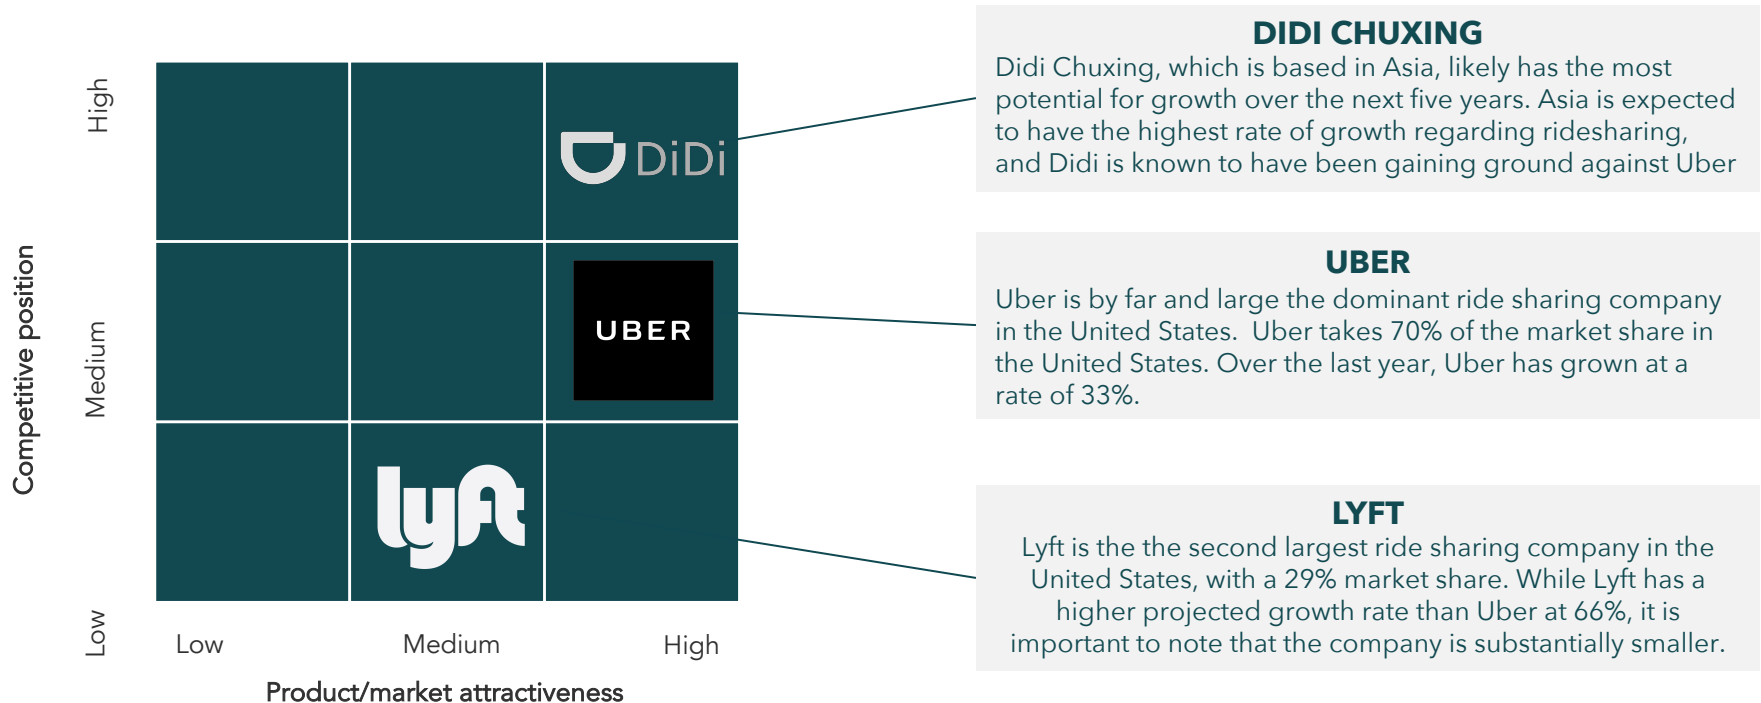 Competitive position
High
Medium
Low
DiDi
UBER
lyft
Low
Medium
High
Product/market attractiveness
DIDI CHUXING
Didi Chuxing, which is based in Asia, likely has the most
potential for growth over the next five years. Asia is expected
to have the highest rate of growth regarding ridesharing,
and Didi is known to have been gaining ground against Uber
UBER
Uber is by far and large the dominant ride sharing company
in the United States.  Uber takes 70% of the market share in
the United States. Over the last year, Uber has grown at a
rate of 33%.
LYFT
Lyft is the the second largest ride sharing company in the
United States, with a 29% market share. While Lyft has a
higher projected growth rate than Uber at 66%, it is
important to note that the company is substantially smaller.